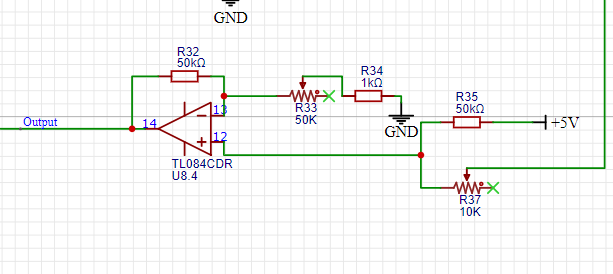 GND
R32
50kΩ
R34
1kΩ
13
R33
50K
R35
50kΩ
14
Output
GND
+5V
12
TL084CDR
U8.4
R37
10K